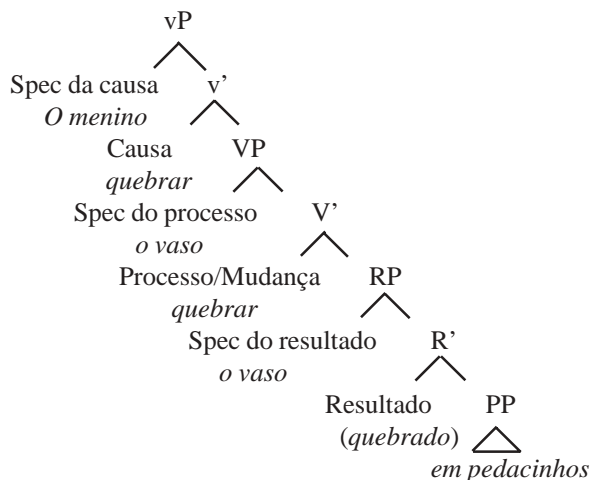 vP
Spec da causa v’
O menino
Causa VP
quebrar
Spec do processo V’
o vaso
Processo/Mudança RP
quebrar
Spec do resultado R’
o vaso
Resultado PP
(quebrado)
em pedacinhos